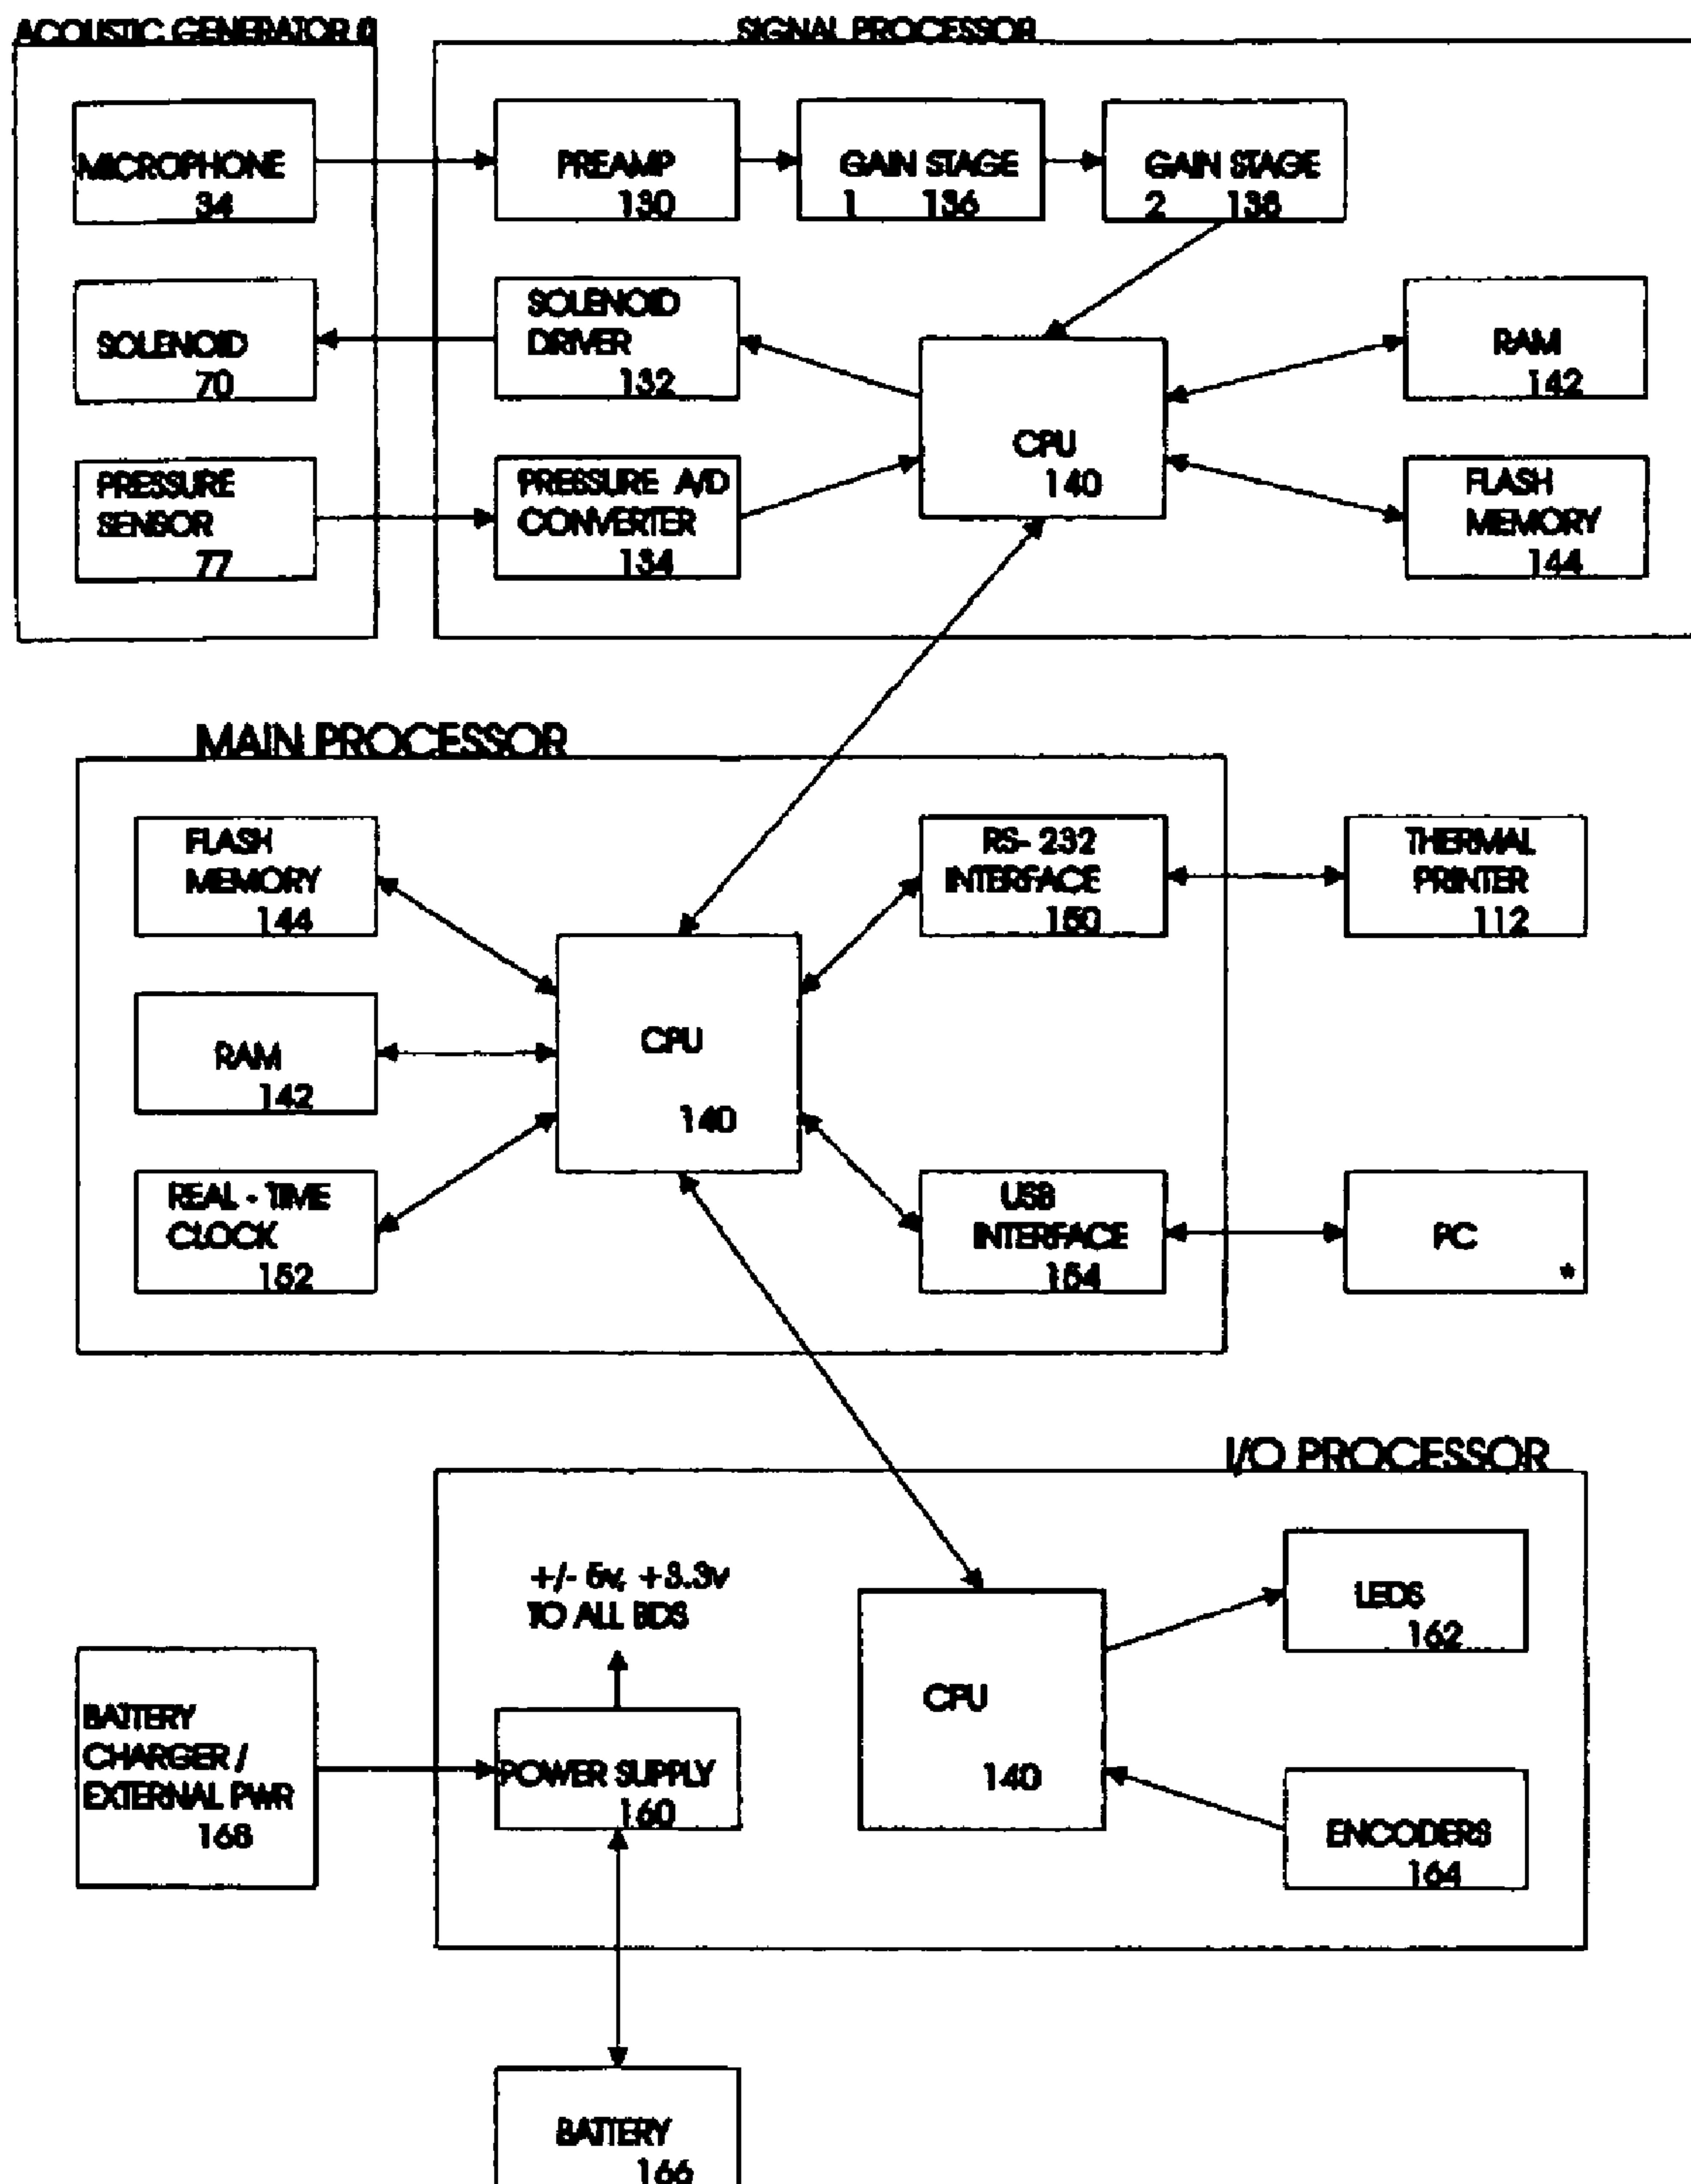 ACOUSTIC GENERATOR
SIGNAL PROCESSOR
MICROPHONE
34
PREAMP
130
GAIN STAGE
1 136
GAIN STAGE
2 138
SOLENOID
70
SOLENOID
DRIVER
132
CPU
140
RAM
142
PRESSURE
SENSOR
77
PRESSURE A/D
CONVERTER
134
FLASH
MEMORY
144
MAIN PROCESSOR
FLASH
MEMORY
144
RS-232
INTERFACE
150
THERMAL
PRINTER
112
CPU
140
RAM
142
REAL - TIME
CLOCK
152
USB
INTERFACE
154
PC
*
I/O PROCESSOR
+/- 5v, +3.3v
TO ALL BDS
LEDS
162
BATTERY
CHARGER /
EXTERNAL PWR
168
POWER SUPPLY
160
CPU
140
ENCODERS
164
BATTERY
166